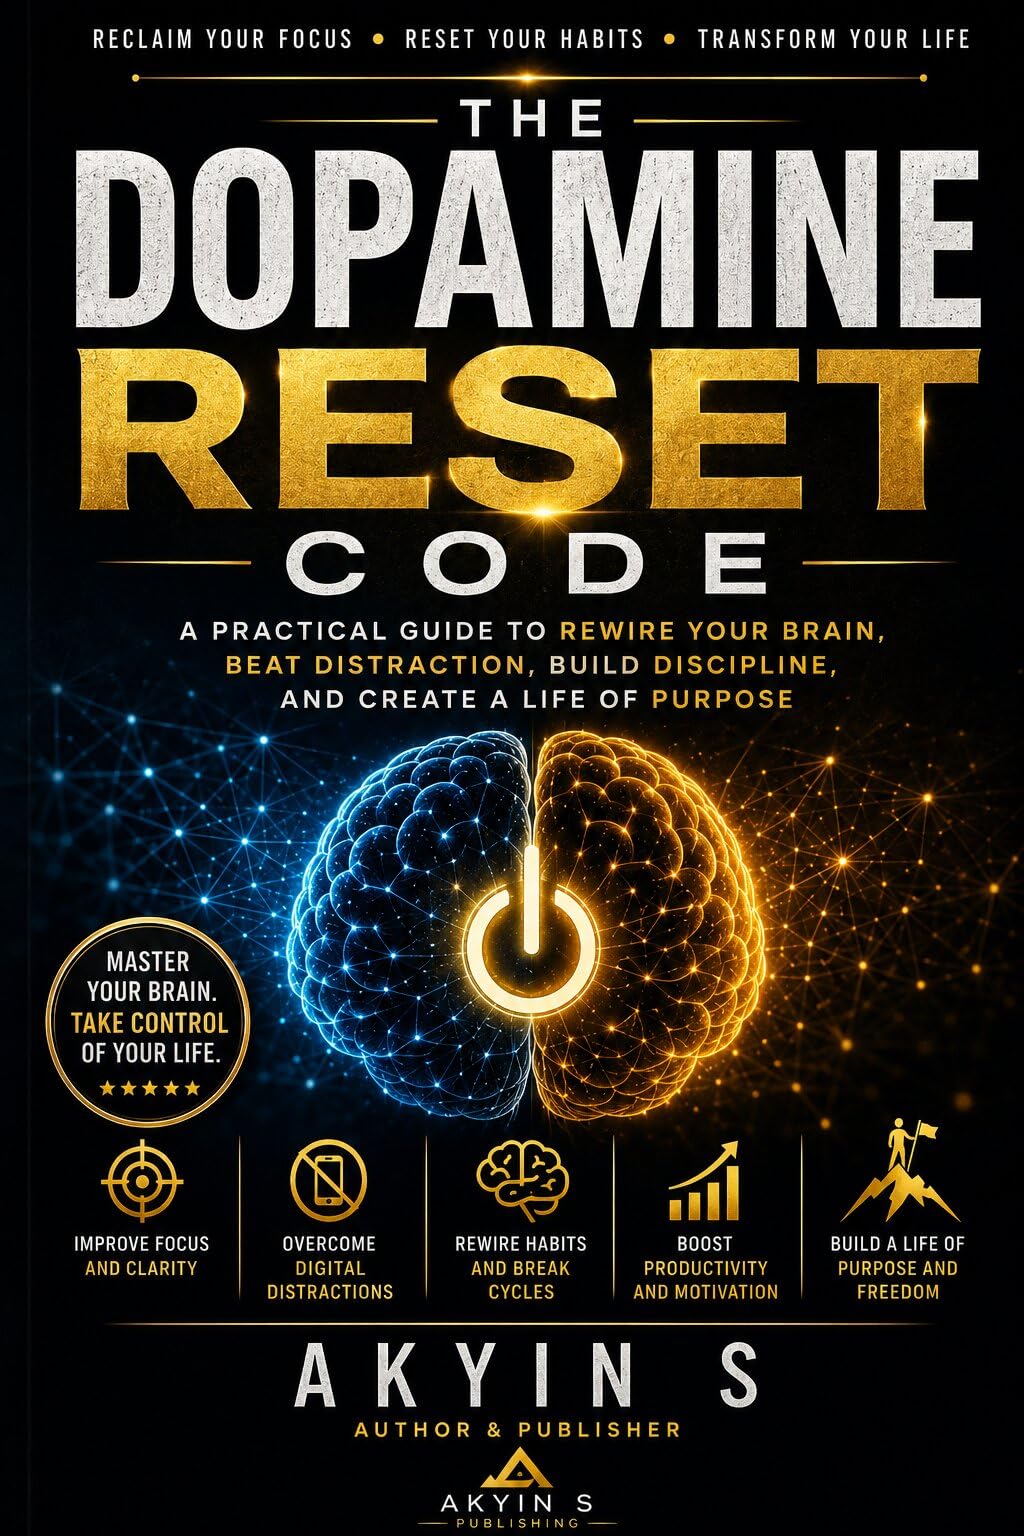 RECLAIM YOUR FOCUS • RESET YOUR HABITS • TRANSFORM YOUR LIFE
THE
DOPAMINE
RESET
CODE
A PRACTICAL GUIDE TO REWIRE YOUR BRAIN,
BEAT DISTRACTION, BUILD DISCIPLINE,
AND CREATE A LIFE OF PURPOSE
MASTER
YOUR BRAIN.
TAKE CONTROL
OF YOUR LIFE.
IMPROVE FOCUS
AND CLARITY
OVERCOME
DIGITAL
DISTRACTIONS
REWIRE HABITS
AND BREAK
CYCLES
BOOST
PRODUCTIVITY
AND MOTIVATION
BUILD A LIFE OF
PURPOSE AND
FREEDOM
AKYIN S
AUTHOR & PUBLISHER
AKYIN S
PUBLISHING